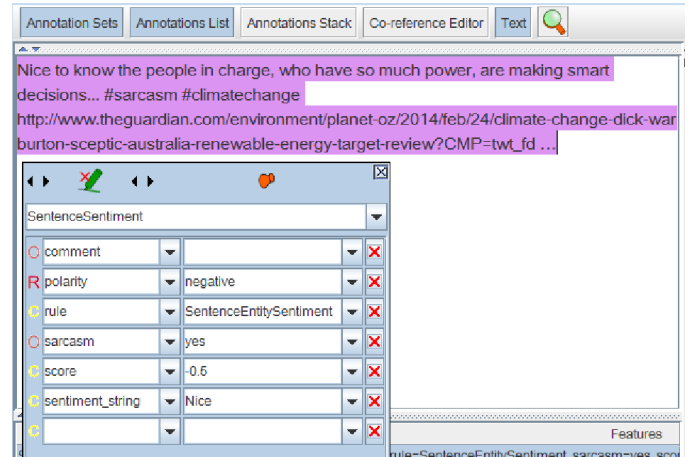 Annotation Sets Annotations List Annotations Stack Co-reference Editor Text
Nice to know the people in charge, who have so much power, are making smart
decisions... #sarcasm #climatechange
http://www.theguardian.com/environment/planet-oz/2014/feb/24/climate-change-dick-war
burton-sceptic-australia-renewable-energy-target-review?CMP=twt_fd ...
SentenceSentiment
O comment
R polarity negative
C rule SentenceEntitySentiment
O sarcasm yes
C score -0.5
C sentiment_string Nice
C
Features
rule=SentenceEntitySentiment, sarcasm=yes, scor